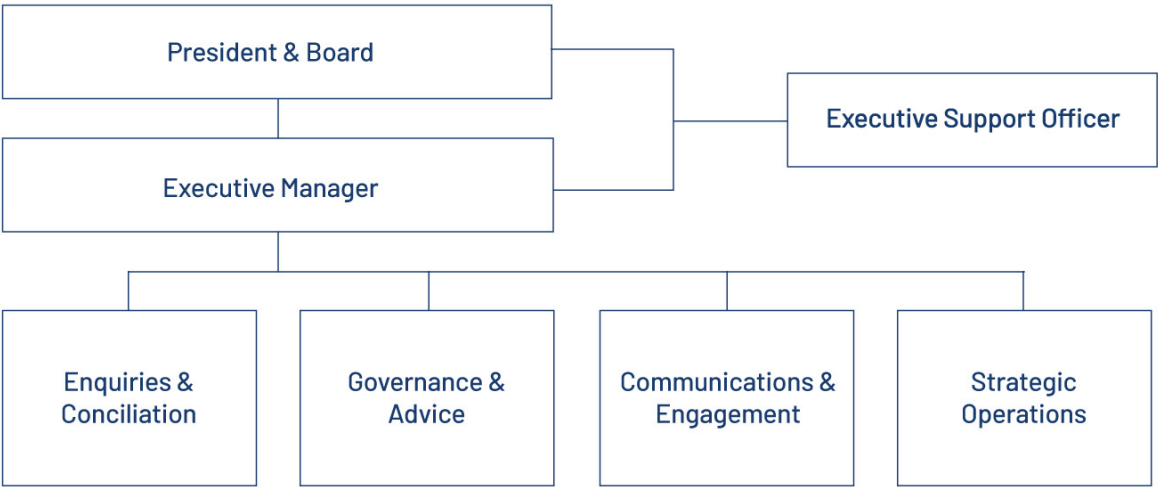 President & Board
Executive Support Officer
Executive Manager
Enquiries &
Conciliation
Governance &
Advice
Communications &
Engagement
Strategic
Operations